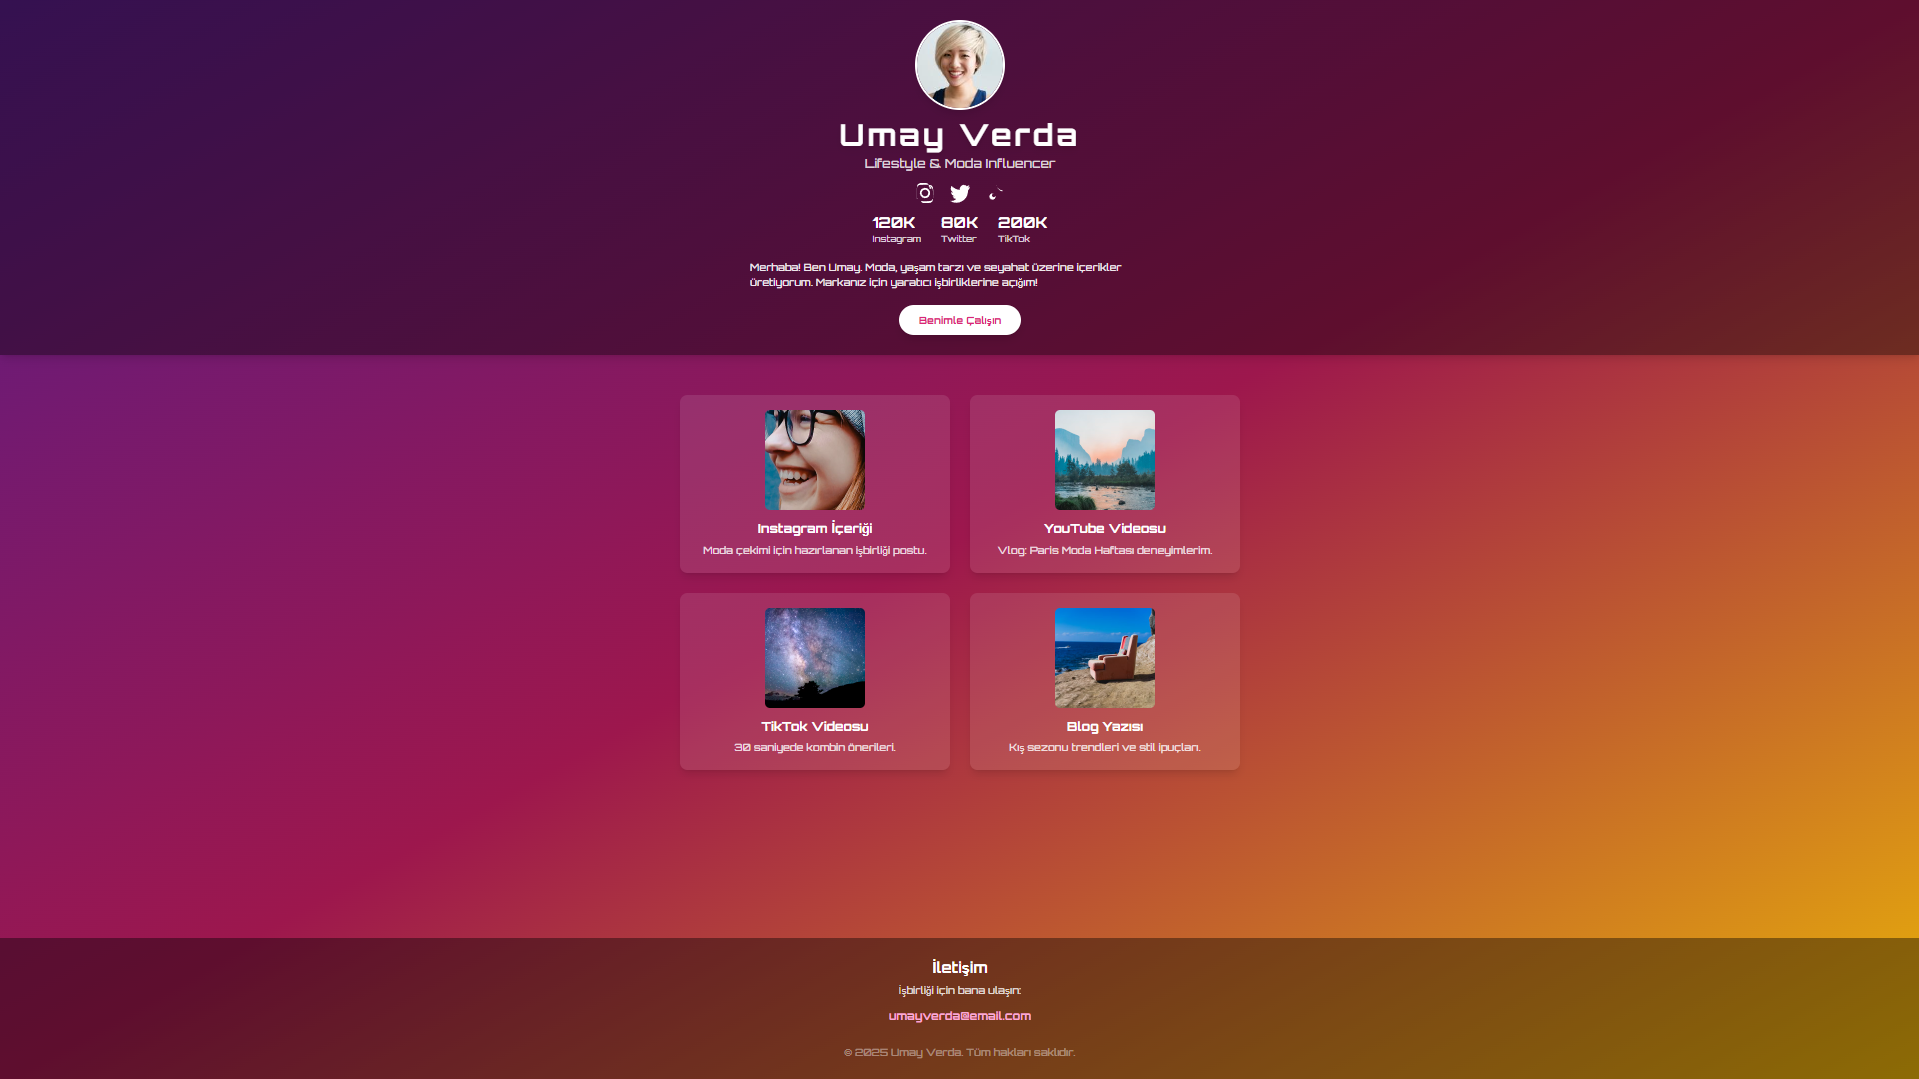 Umay Verda
Lifestyle & Moda Influencer
120K 80K 200K
Instagram Twitter TikTok
Merhaba! Ben Umay. Moda, yaşam tarzı ve seyahat üzerine içerikler
üretiyorum. Markanız için yaratıcı işbirliklerine açığım!
Benimle Çalışın
Instagram İçeriği
Moda çekimi için hazırlanan işbirliği postu.
YouTube Videosu
Vlog: Paris Moda Haftası deneyimlerim.
TikTok Videosu
30 saniyede kombin önerileri.
Blog Yazısı
Kış sezonu trendleri ve stil ipuçları.
İletişim
İşbirliği için bana ulaşın:
umayverda@email.com
© 2025 Umay Verda. Tüm hakları saklıdır.